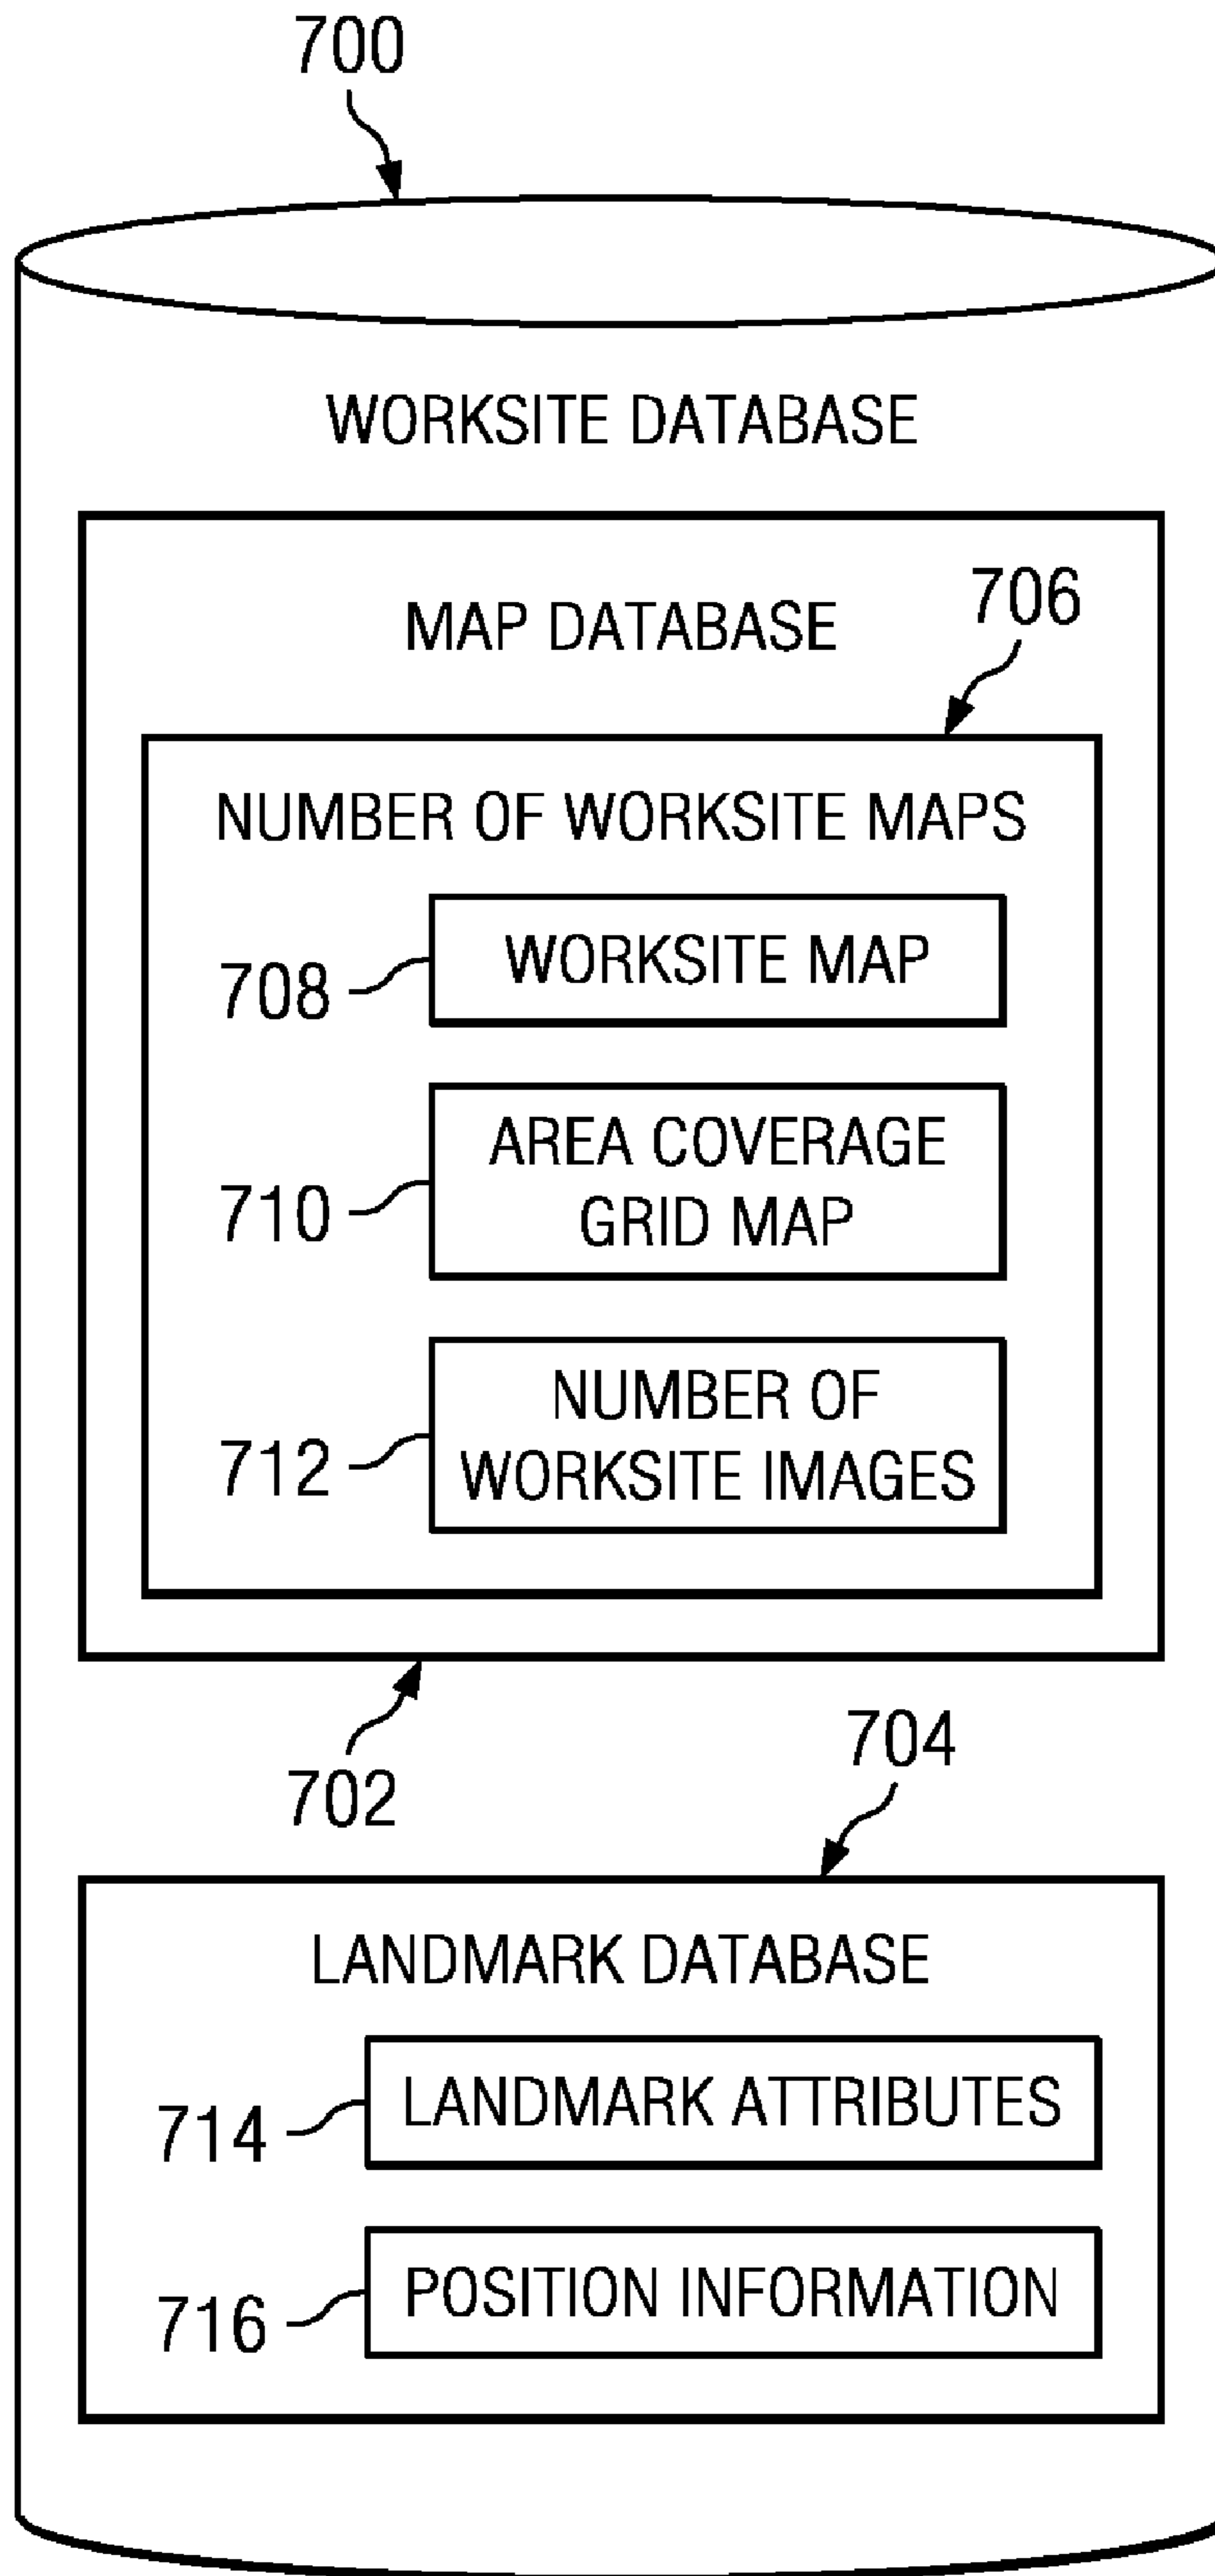 700
WORKSITE DATABASE
MAP DATABASE
706
NUMBER OF WORKSITE MAPS
708
WORKSITE MAP
710
AREA COVERAGE
GRID MAP
712
NUMBER OF
WORKSITE IMAGES
702
704
LANDMARK DATABASE
714
LANDMARK ATTRIBUTES
716
POSITION INFORMATION